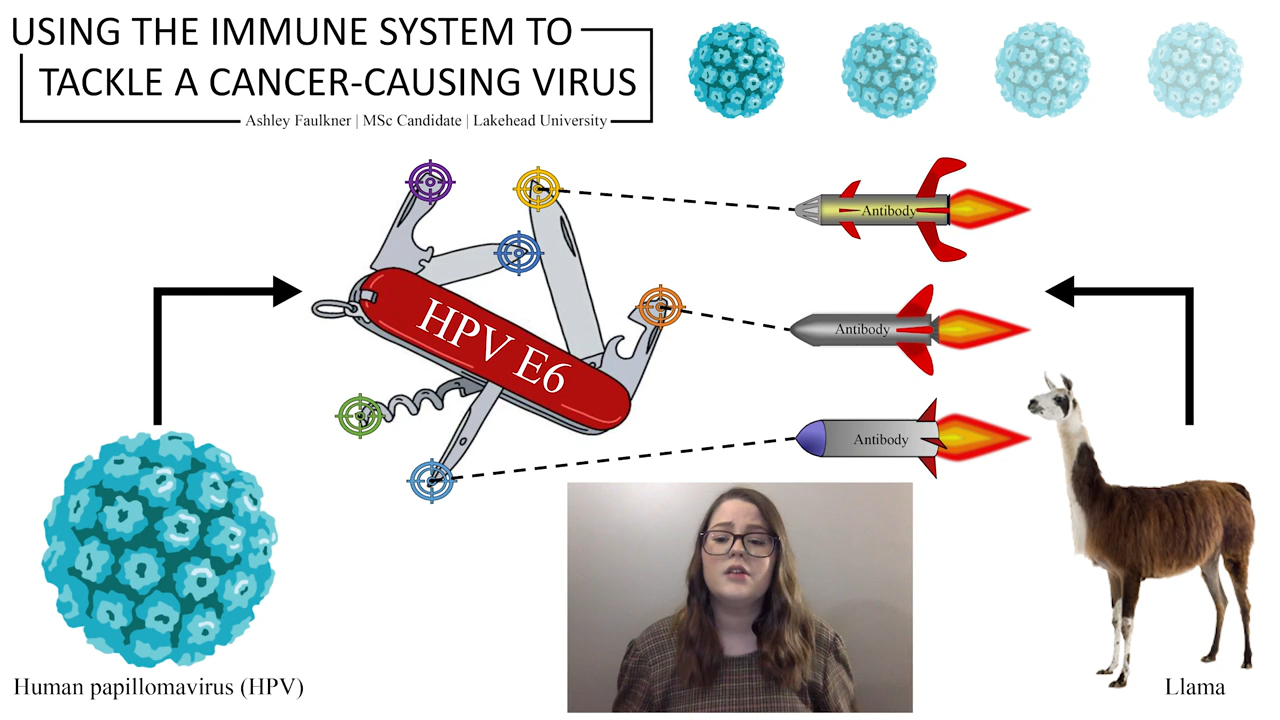 USING THE IMMUNE SYSTEM TO
TACKLE A CANCER-CAUSING VIRUS
Ashley Faulkner | MSc Candidate | Lakehead University
Antibody
HPV E6
Antibody
Antibody
Human papillomavirus (HPV)
Llama